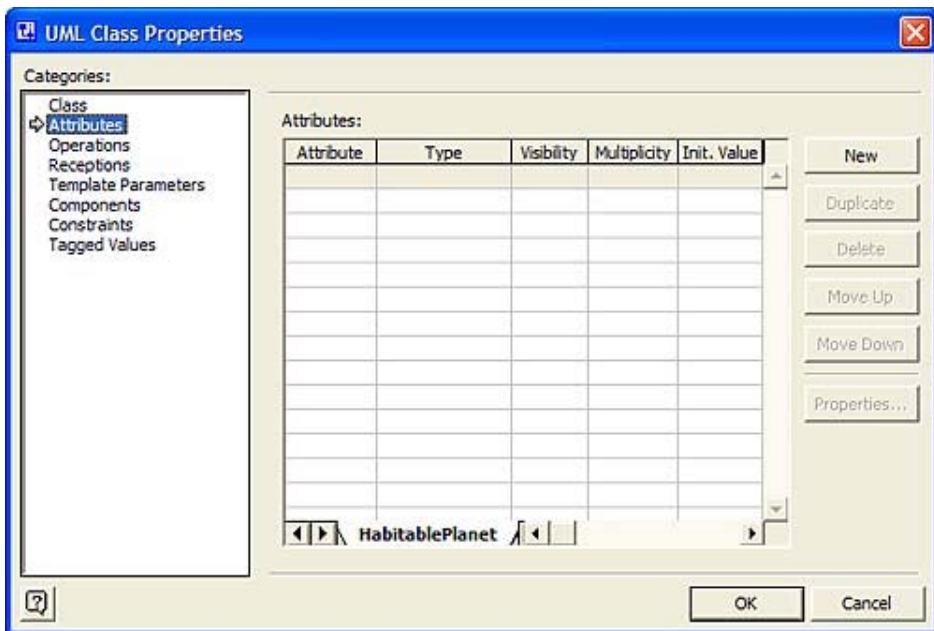 UML Class Properties
Categories:
Class
Attributes
Operations
Receptions
Template Parameters
Components
Constraints
Tagged Values
Attributes:
Attribute Type Visibility Multiplicity Init. Value
New
Duplicate
Delete
Move Up
Move Down
Properties...
HabitablePlanet
OK Cancel